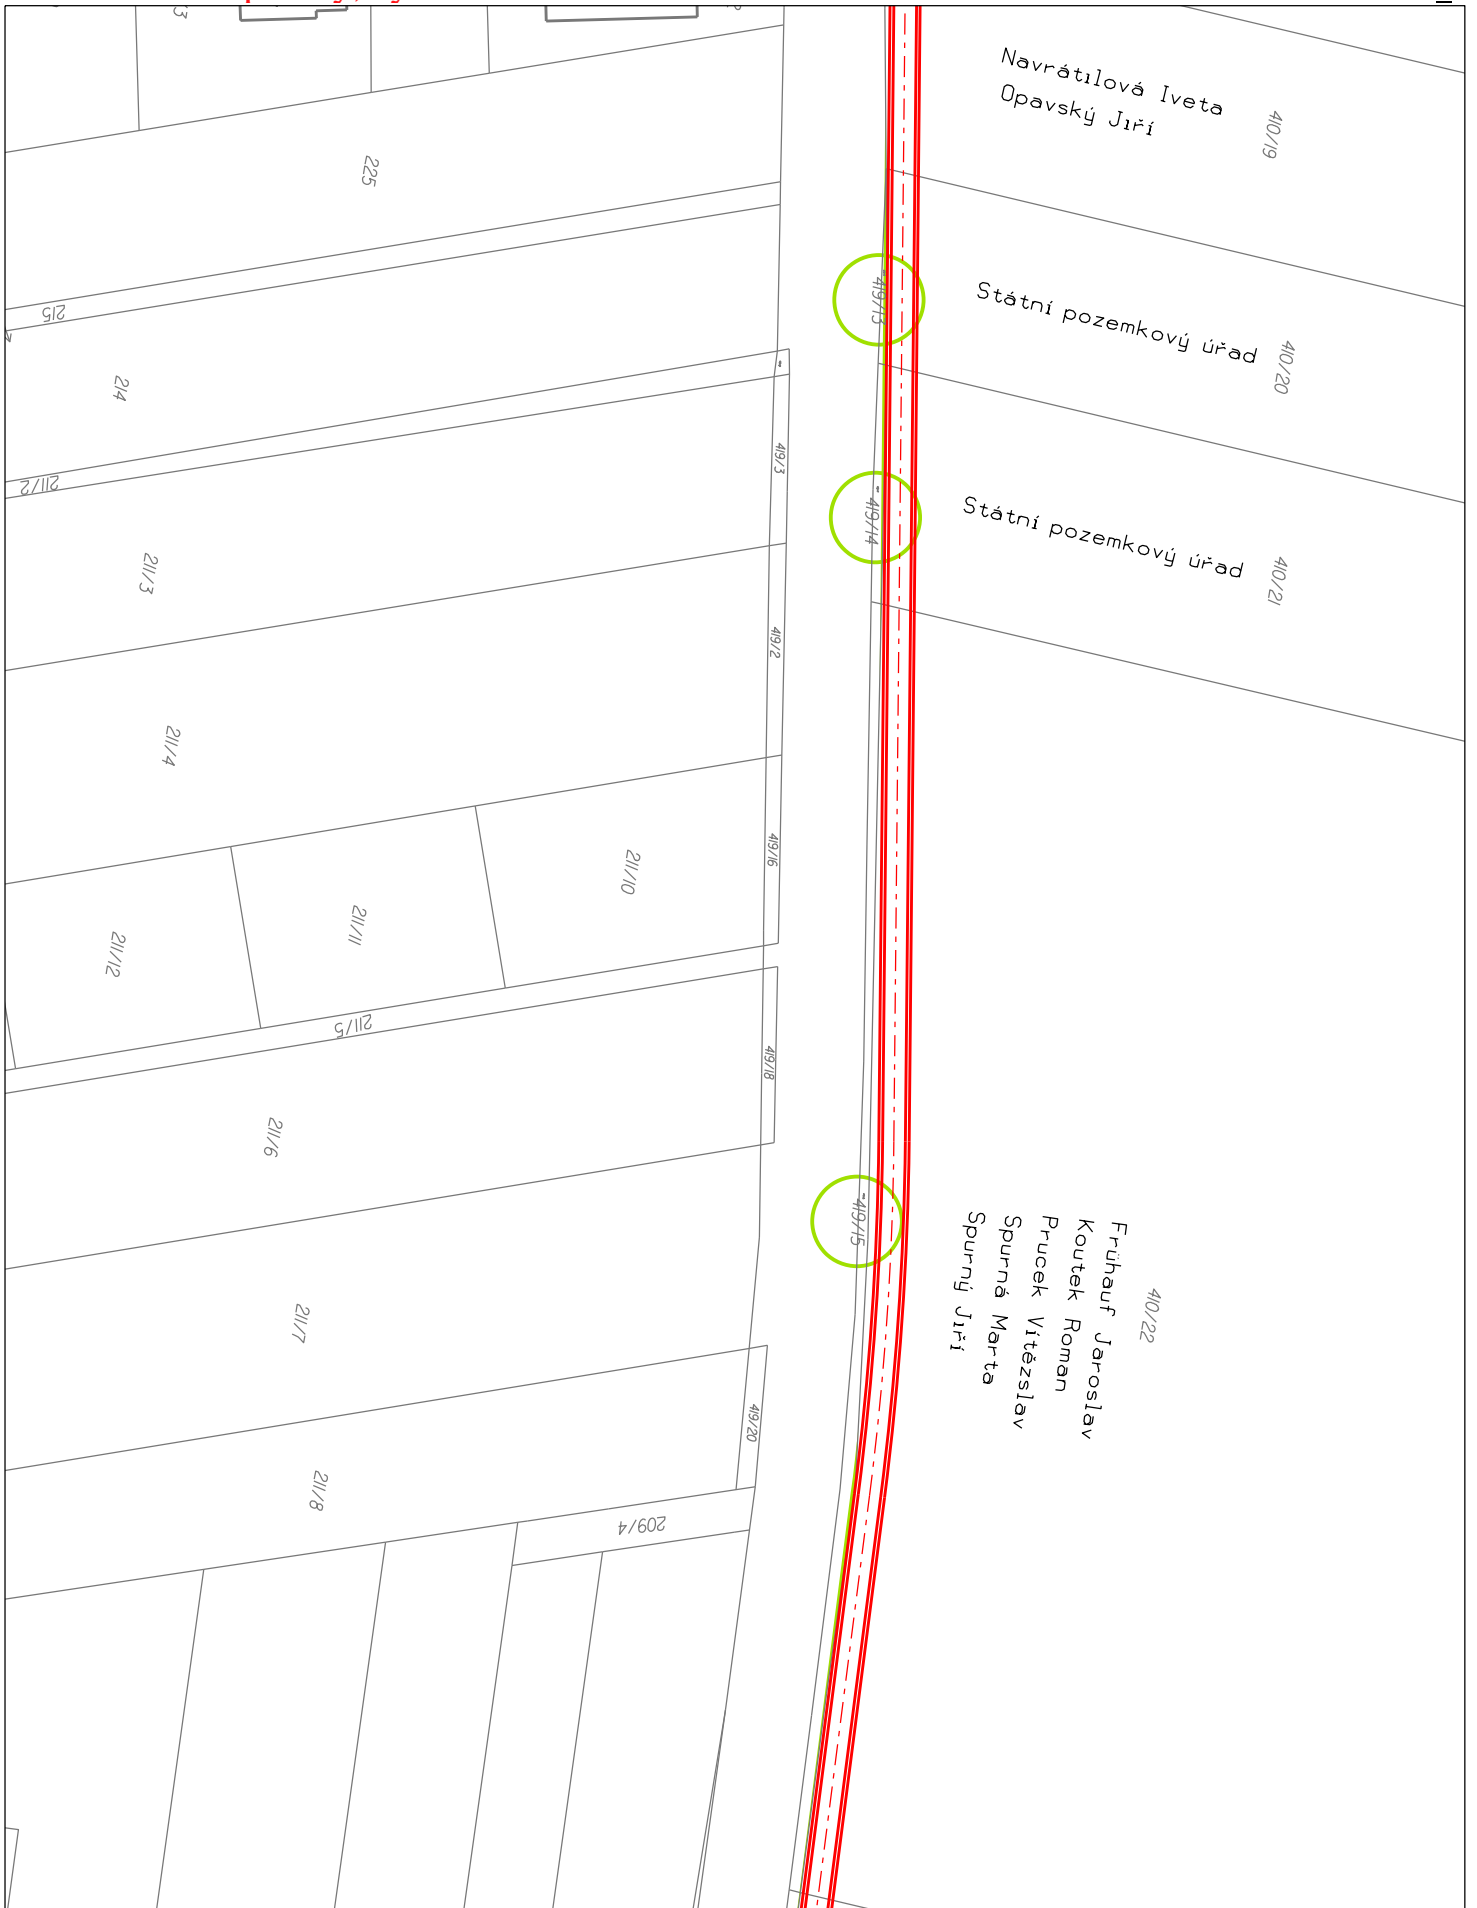 Navrátilová Iveta
Opavský Jiří
410/19
225
215
419/13
Státní pozemkový úřad
410/20
214
419/3
211/2
419/14
Státní pozemkový úřad
410/21
211/3
419/2
211/4
419/16
211/10
211/11
211/12
211/5
419/18
211/6
419/15
Frühauf Jaroslav
Koutek Roman
Prucek Vítězslav
Spurná Marta
Spurný Jiří
410/22
211/7
419/20
211/8
209/4